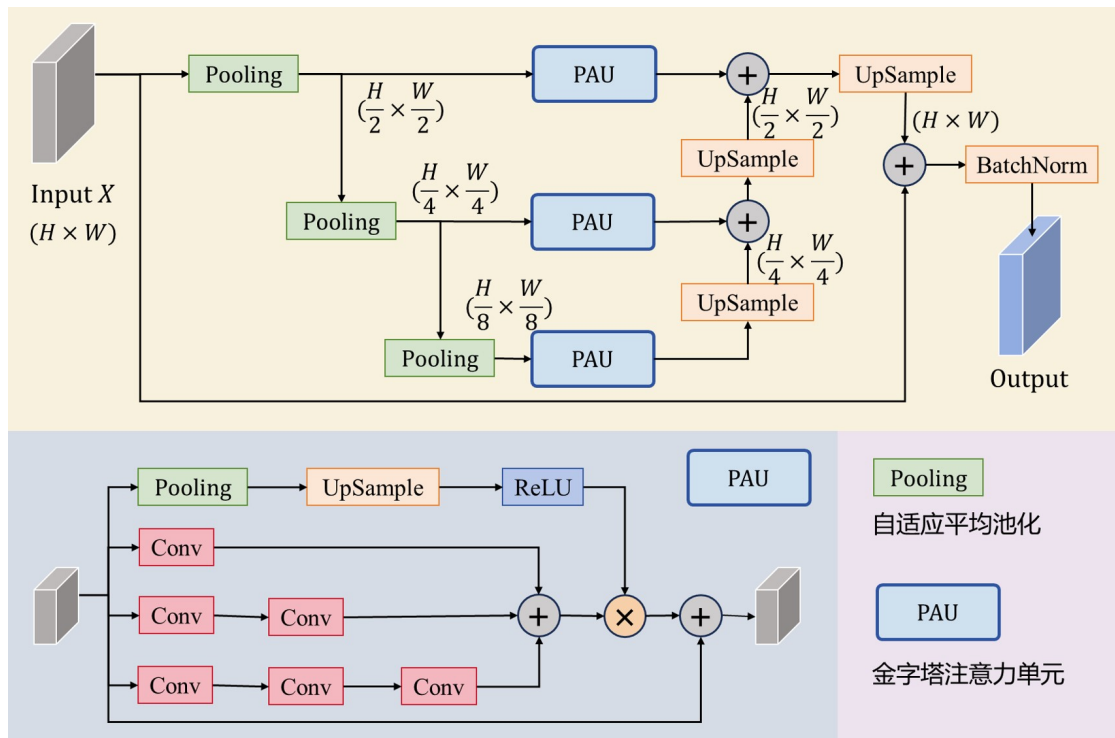 Pooling
PAU
+
UpSample
(H/2 × W/2)
(H/2 × W/2)
(H × W)
UpSample
+
BatchNorm
Input X
(H × W)
(H/4 × W/4)
Pooling
PAU
+
(H/4 × W/4)
(H/8 × W/8)
UpSample
Pooling
PAU
Output
Pooling
UpSample
ReLU
PAU
Conv
Conv
Conv
+
×
+
Conv
Conv
Conv
Pooling
自适应平均池化
PAU
金字塔注意力单元